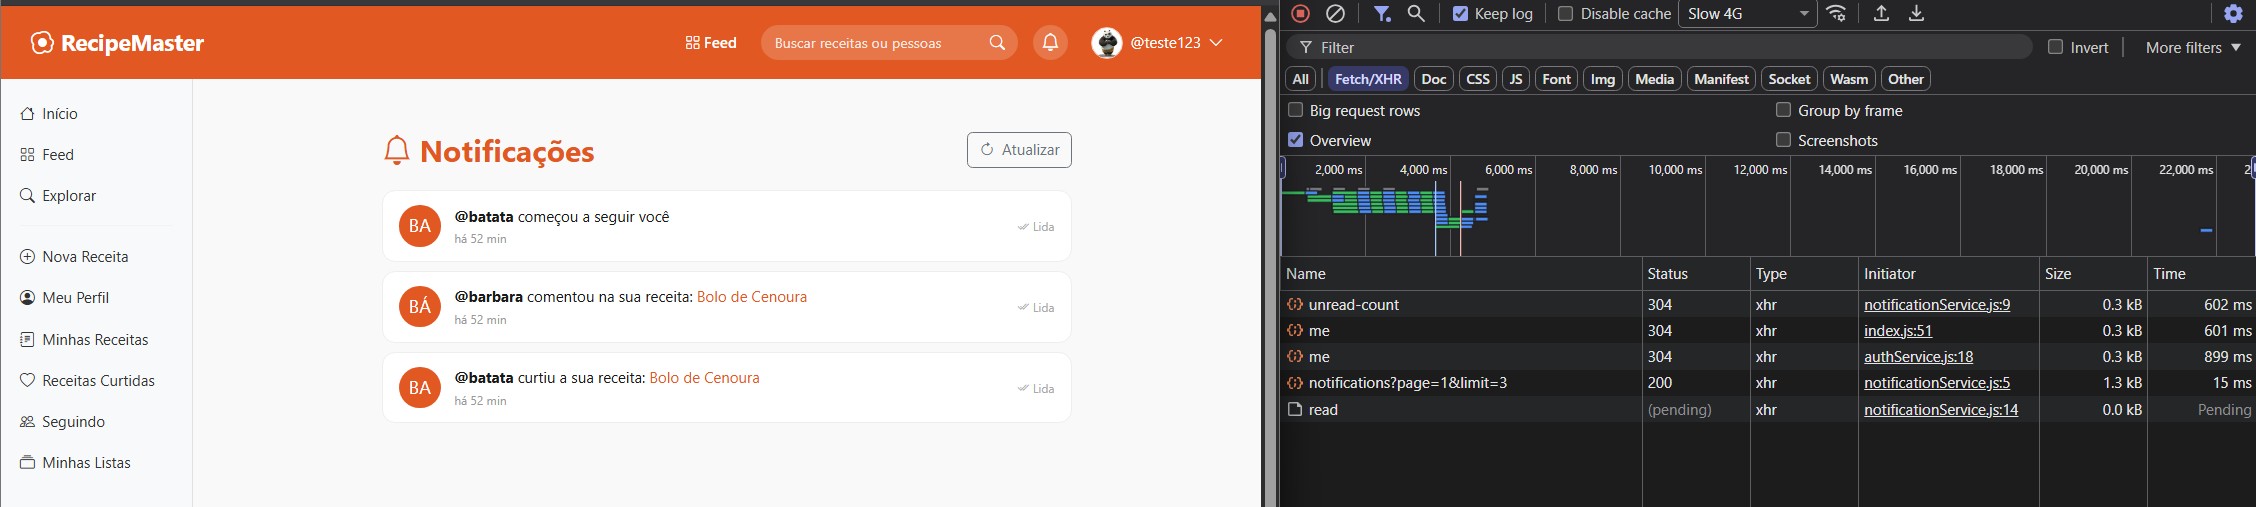 RecipeMaster
Feed
Buscar receitas ou pessoas
@teste123
Início
Feed
Explorar
Nova Receita
Meu Perfil
Minhas Receitas
Receitas Curtidas
Seguindo
Minhas Listas
Notificações
Atualizar
BA
@batata começou a seguir você
há 52 min
Lida
BÁ
@barbara comentou na sua receita: Bolo de Cenoura
há 52 min
Lida
BA
@batata curtiu a sua receita: Bolo de Cenoura
há 52 min
Lida
Keep log
Disable cache
Slow 4G
Filter
Invert
More filters
All Fetch/XHR Doc CSS JS Font Img Media Manifest Socket Wasm Other
Big request rows
Group by frame
Overview
Screenshots
2,000 ms 4,000 ms 6,000 ms 8,000 ms 10,000 ms 12,000 ms 14,000 ms 16,000 ms 18,000 ms 20,000 ms 22,000 ms 2
Name Status Type Initiator Size Time
unread-count 304 xhr notificationService.js:9 0.3 kB 602 ms
me 304 xhr index.js:51 0.3 kB 601 ms
me 304 xhr authService.js:18 0.3 kB 899 ms
notifications?page=1&limit=3 200 xhr notificationService.js:5 1.3 kB 15 ms
read (pending) xhr notificationService.js:14 0.0 kB Pending